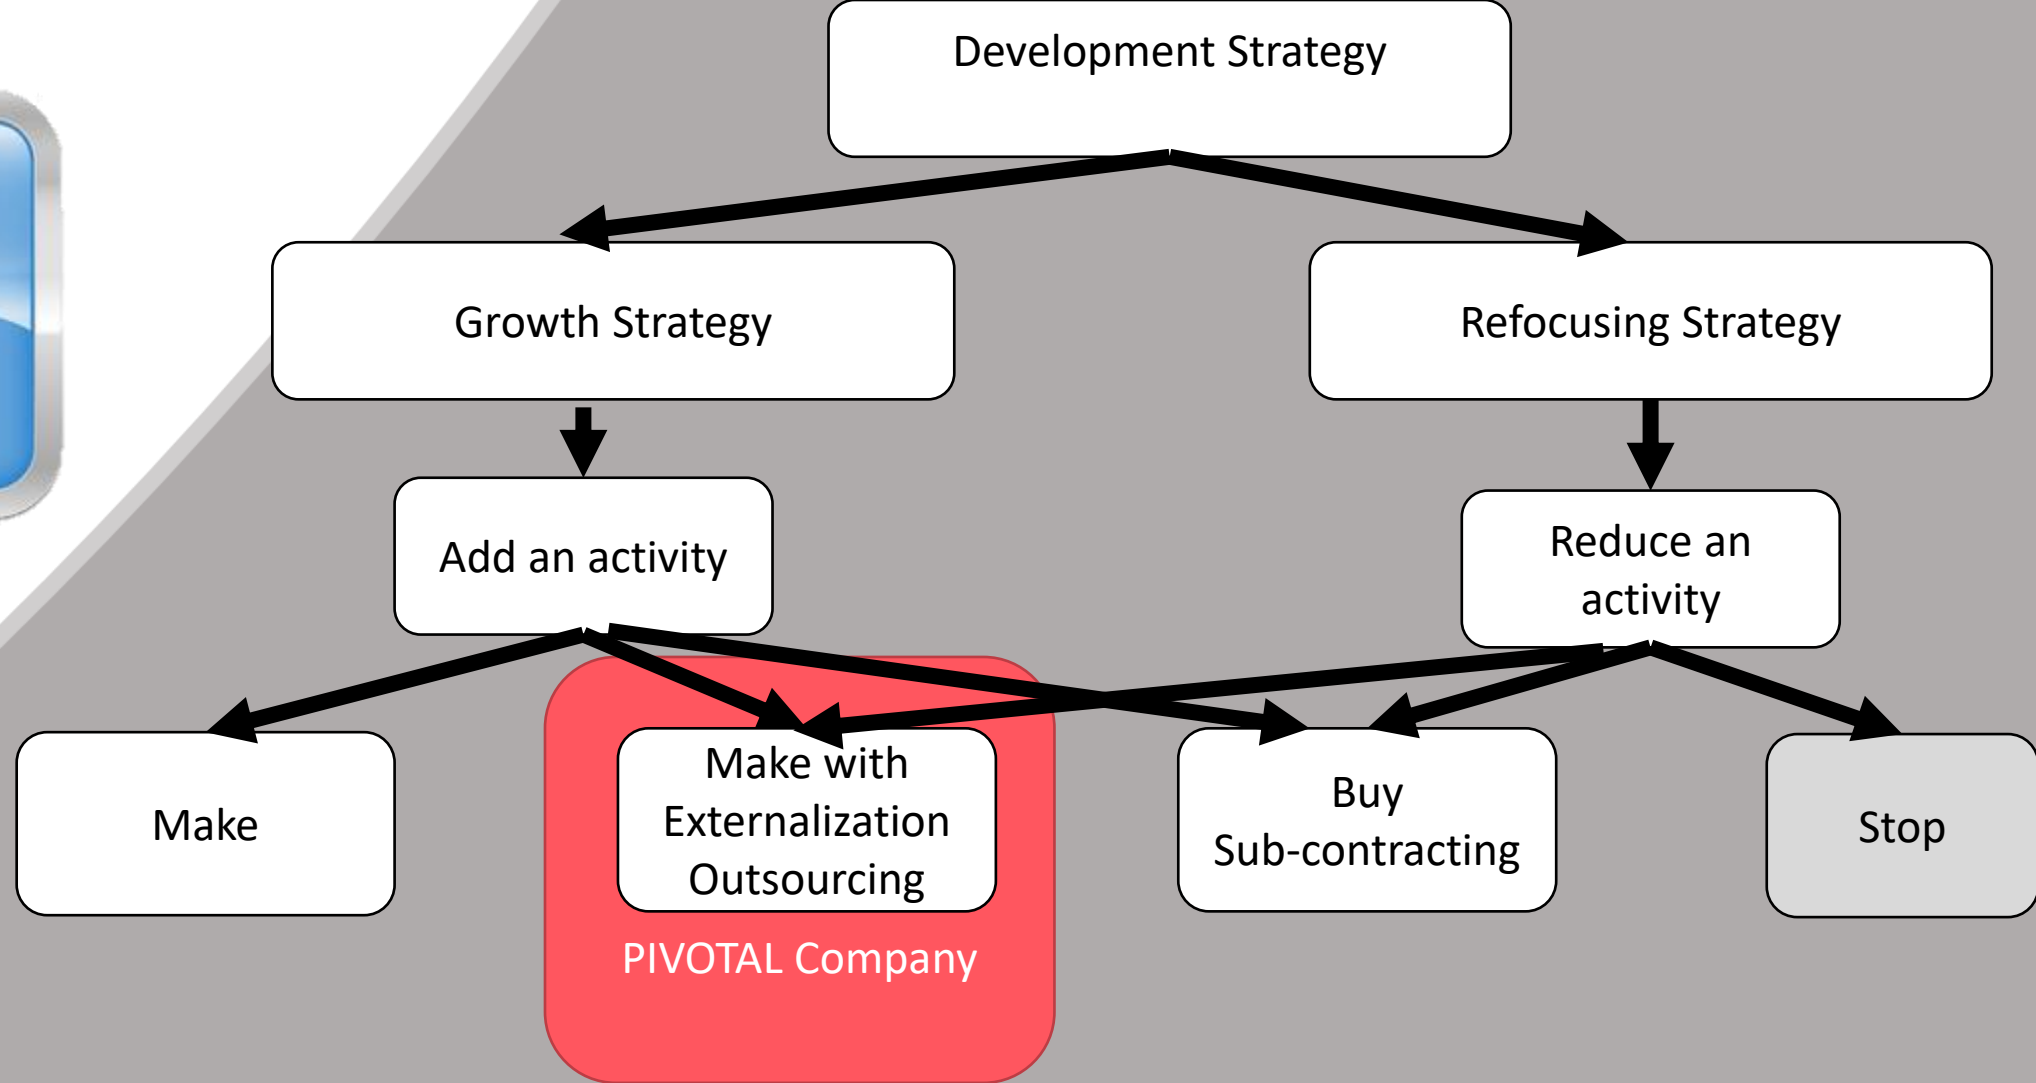 Development Strategy
Growth Strategy
Refocusing Strategy
Add an activity
Reduce an
activity
Make
Make with
Externalization
Outsourcing
Buy
Sub-contracting
Stop
PIVOTAL Company